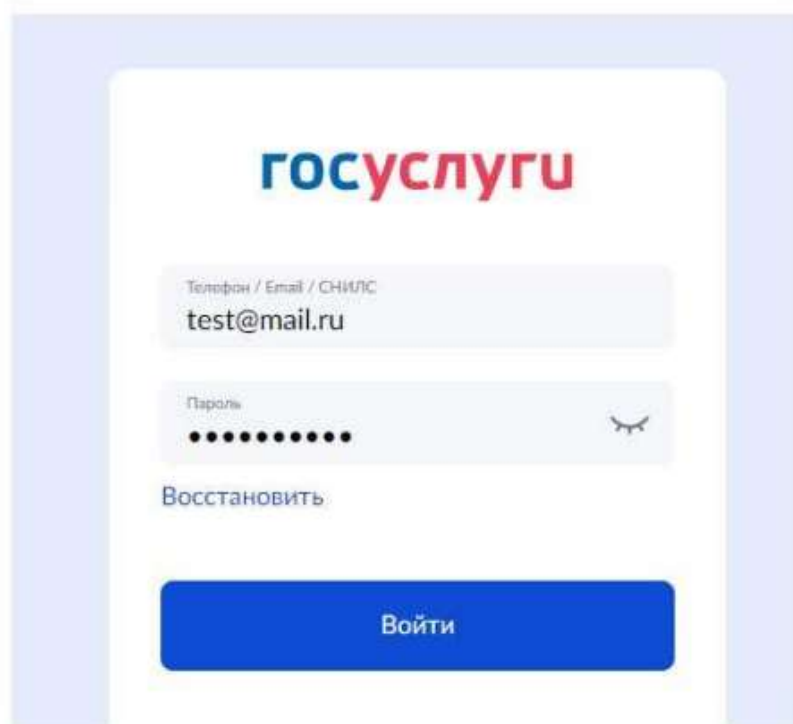 госуслуги
Телефон / Email / СНИЛС
test@mail.ru
Пароль
••••••••••
Восстановить
Войти